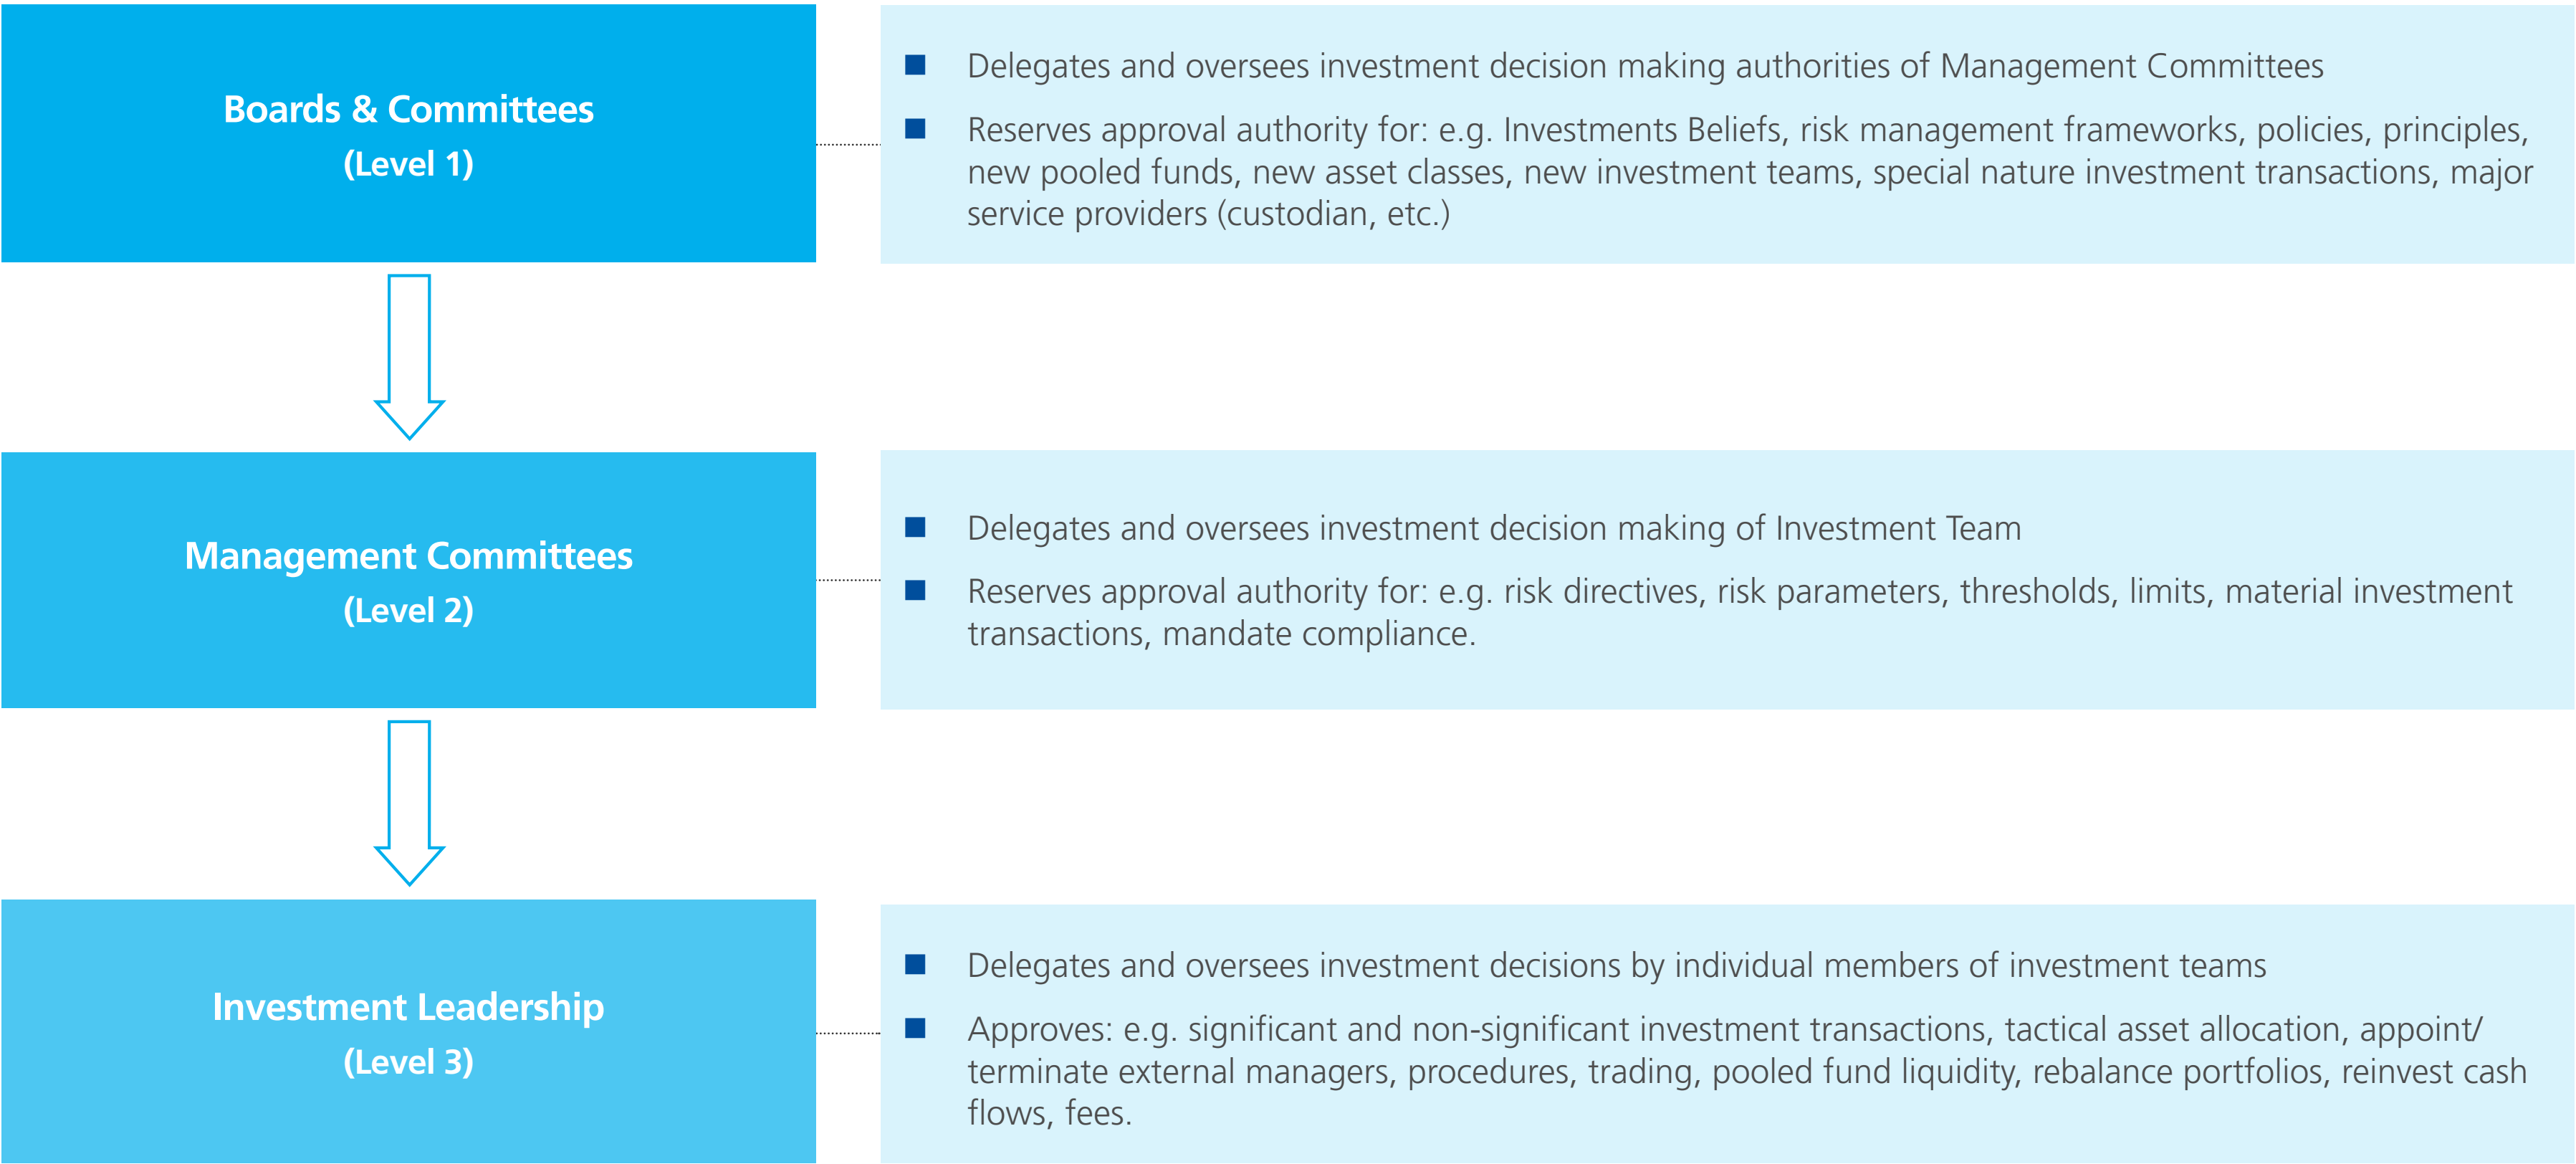 Boards & Committees
(Level 1)
Delegates and oversees investment decision making authorities of Management Committees
Reserves approval authority for: e.g. Investments Beliefs, risk management frameworks, policies, principles,
new pooled funds, new asset classes, new investment teams, special nature investment transactions, major
service providers (custodian, etc.)
Management Committees
(Level 2)
Delegates and oversees investment decision making of Investment Team
Reserves approval authority for: e.g. risk directives, risk parameters, thresholds, limits, material investment
transactions, mandate compliance.
Investment Leadership
(Level 3)
Delegates and oversees investment decisions by individual members of investment teams
Approves: e.g. significant and non-significant investment transactions, tactical asset allocation, appoint/
terminate external managers, procedures, trading, pooled fund liquidity, rebalance portfolios, reinvest cash
flows, fees.